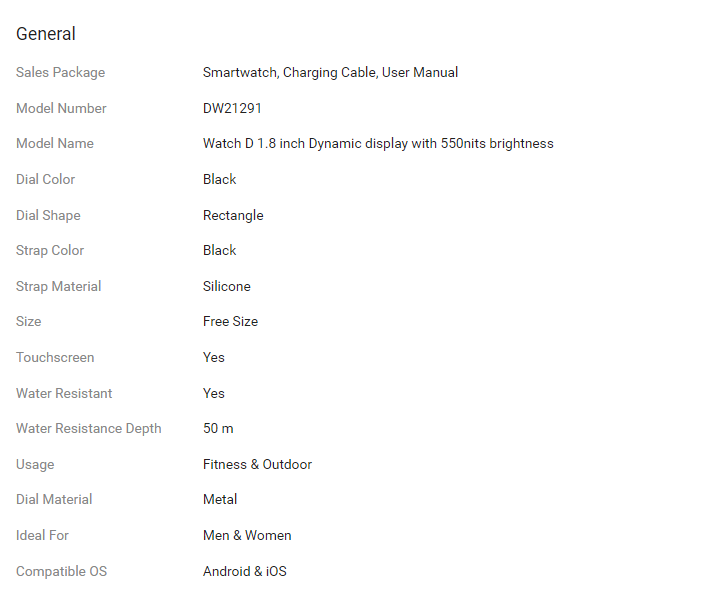 General
Sales Package Smartwatch, Charging Cable, User Manual
Model Number DW21291
Model Name Watch D 1.8 inch Dynamic display with 550nits brightness
Dial Color Black
Dial Shape Rectangle
Strap Color Black
Strap Material Silicone
Size Free Size
Touchscreen Yes
Water Resistant Yes
Water Resistance Depth 50 m
Usage Fitness & Outdoor
Dial Material Metal
Ideal For Men & Women
Compatible OS Android & iOS